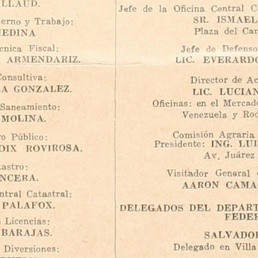 LLAUD.
erno y Trabajo:
MEDINA
cnica Fiscal:
ARMENDARIZ.
Consultiva:
A GONZALEZ.
Saneamiento:
MOLINA.
ro Público:
DIX ROVIROSA.
tastro:
NCERA.
ntral Catastral:
PALAFOX.
e Licencias:
BARAJAS.
Diversiones:
Jefe de la Oficina Central C
SR. ISMAEL
Plaza del Car
Jefe de Defenso
LIC. EVERARDO
Director de Ac
LIC. LUCIAN
Oficinas: en el Mercado
Venezuela y Rod
Comisión Agraria
Presidente: ING. LUI
Av. Juárez
Visitador General
AARON CAMA
DELEGADOS DEL DEPART
FEDER
SALVADOR
Delegado en Villa